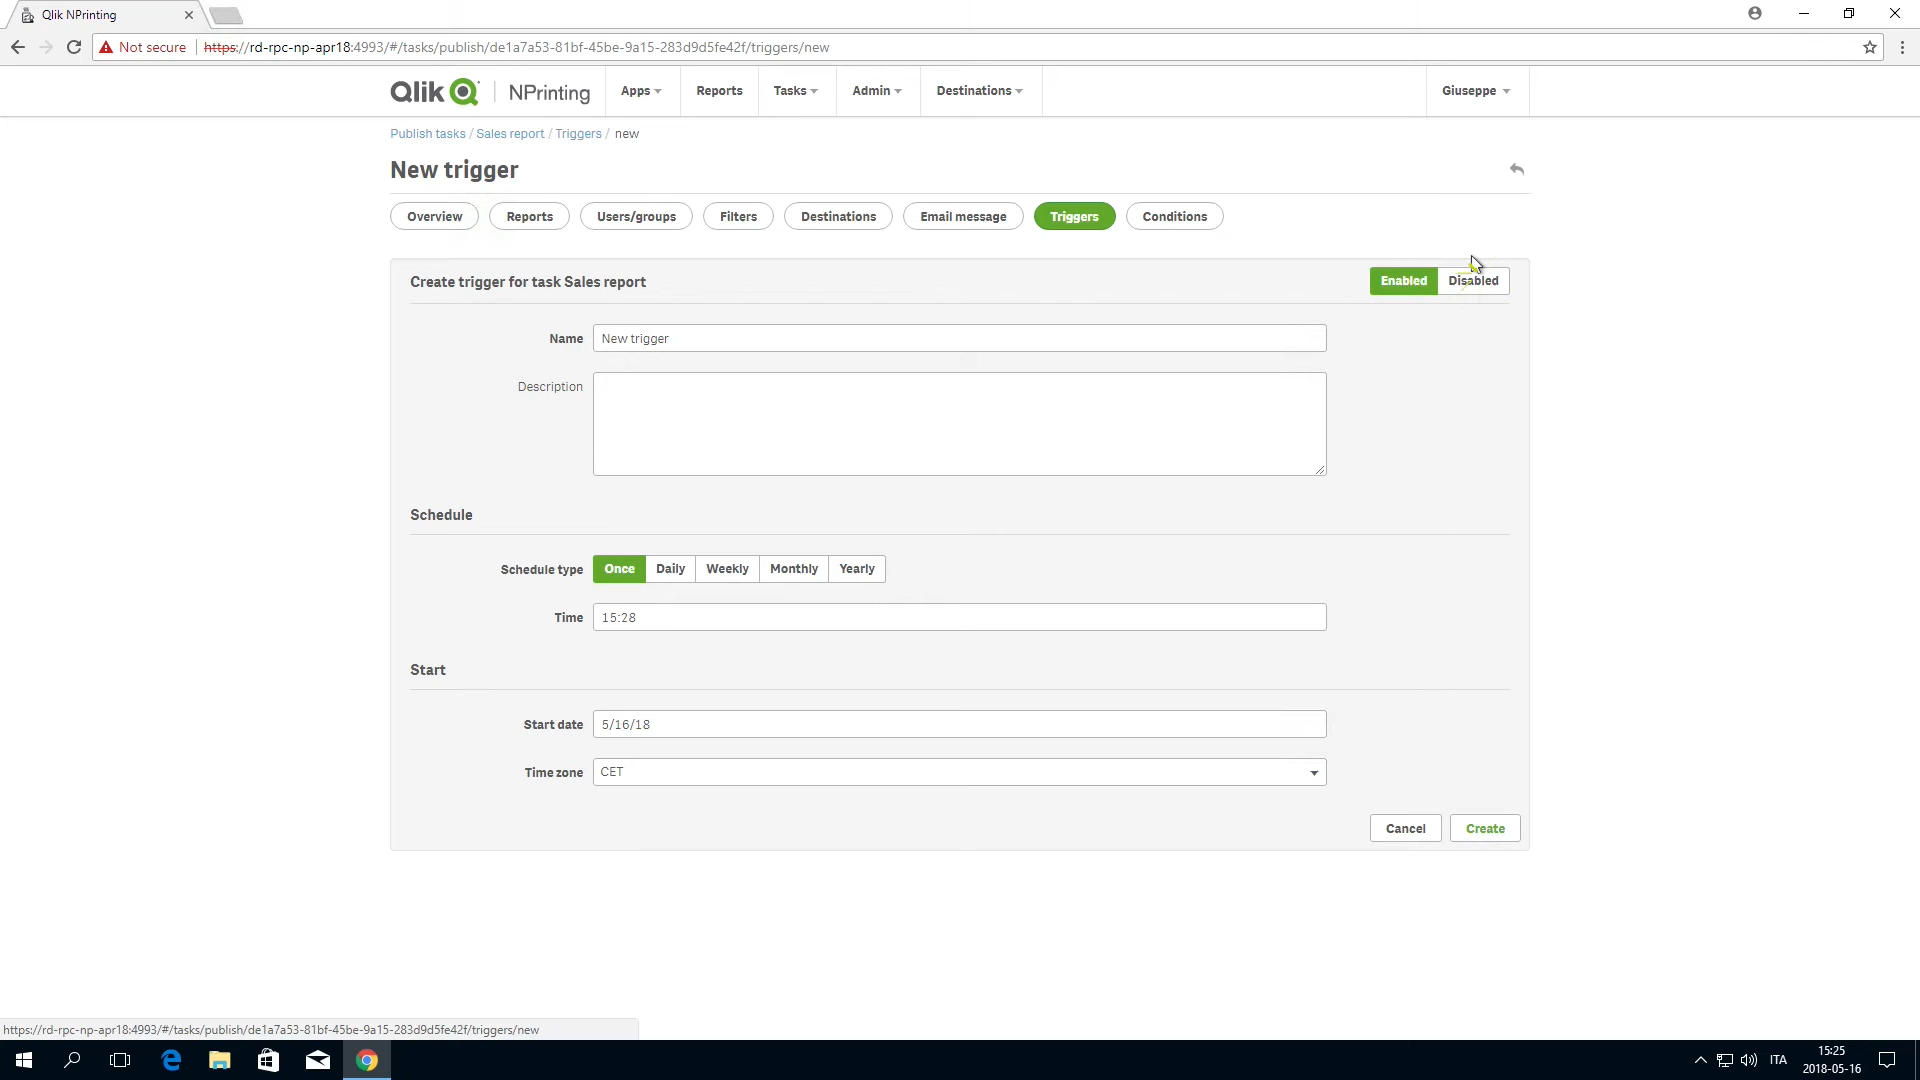 Qlik NPrinting
Not secure https://rd-rpc-np-apr18:4993/#/tasks/publish/de1a7a53-81bf-45be-9a15-283d9d5fe42f/triggers/new
Qlik NPrinting Apps Reports Tasks Admin Destinations Giuseppe
Publish tasks / Sales report / Triggers / new
New trigger
Overview Reports Users/groups Filters Destinations Email message Triggers Conditions
Create trigger for task Sales report Enabled Disabled
Name New trigger
Description
Schedule
Schedule type Once Daily Weekly Monthly Yearly
Time 15:28
Start
Start date 5/16/18
Time zone CET
Cancel Create
https://rd-rpc-np-apr18:4993/#/tasks/publish/de1a7a53-81bf-45be-9a15-283d9d5fe42f/triggers/new
ITA 15:25
2018-05-16